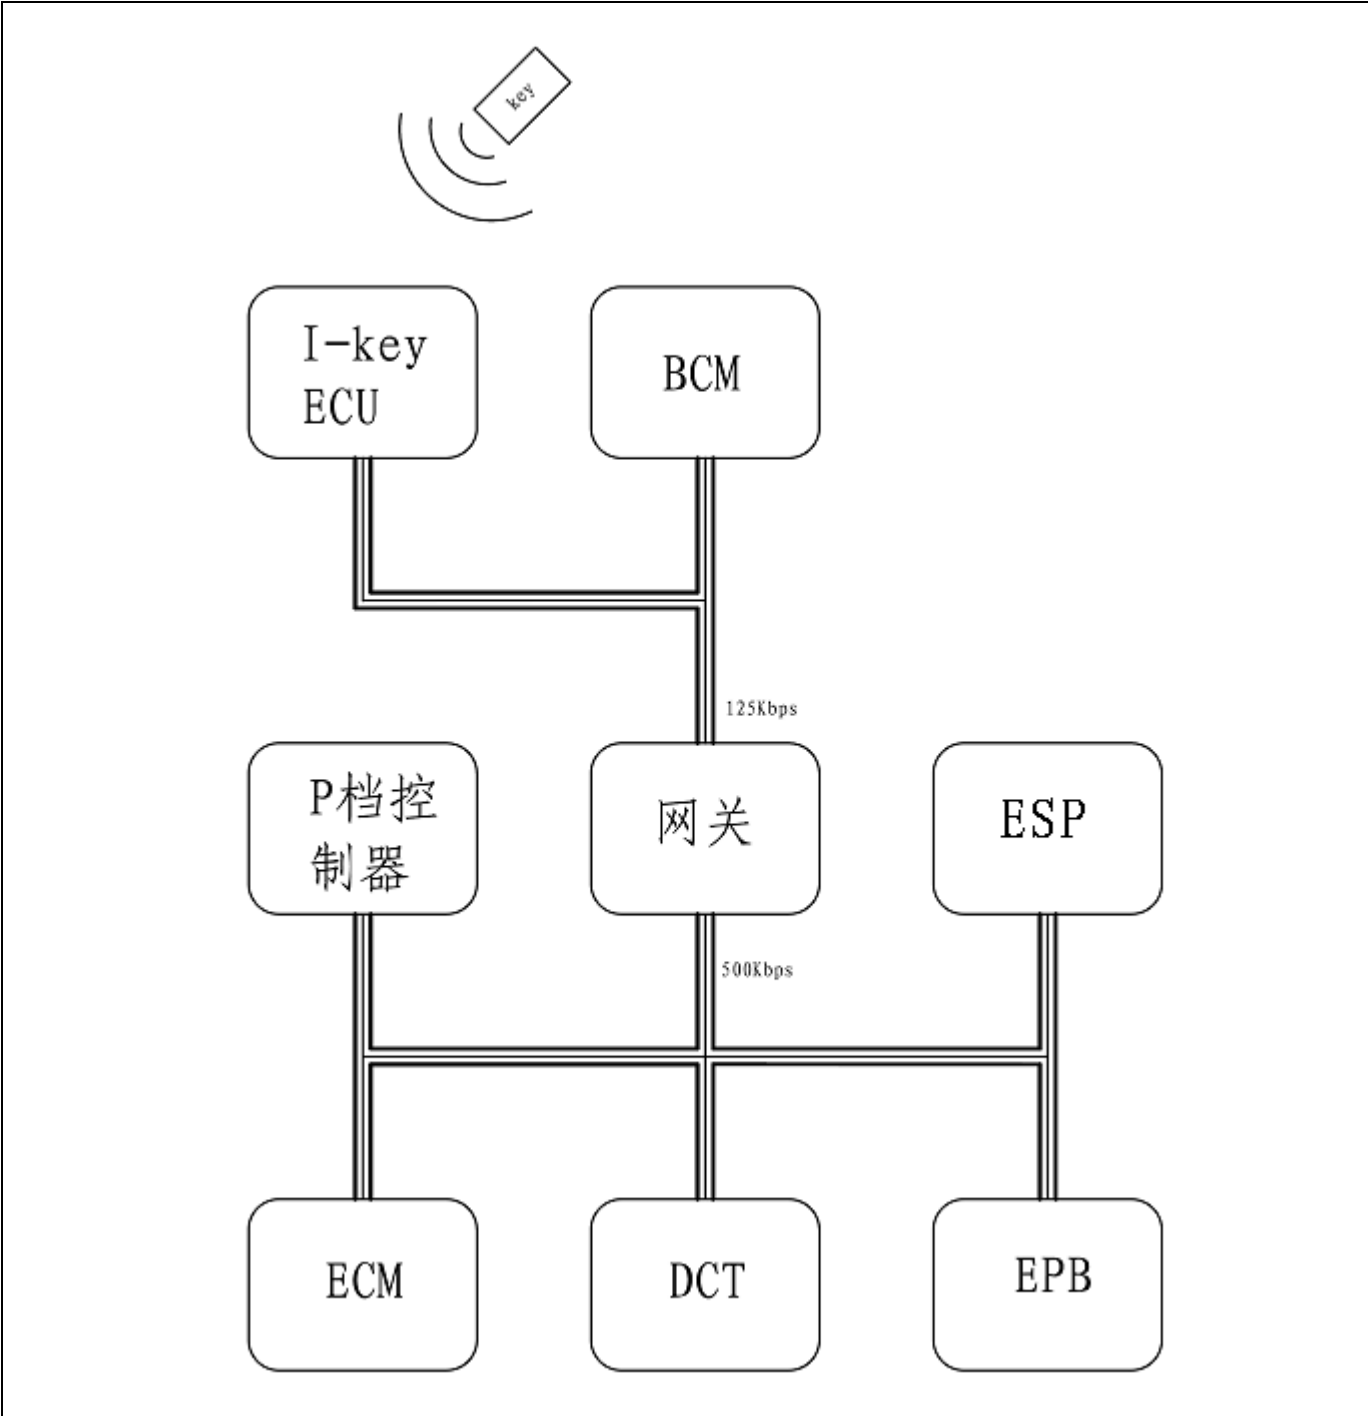 key
I-key
ECU
BCM
125Kbps
P档控
制器
网关
ESP
500Kbps
ECM
DCT
EPB